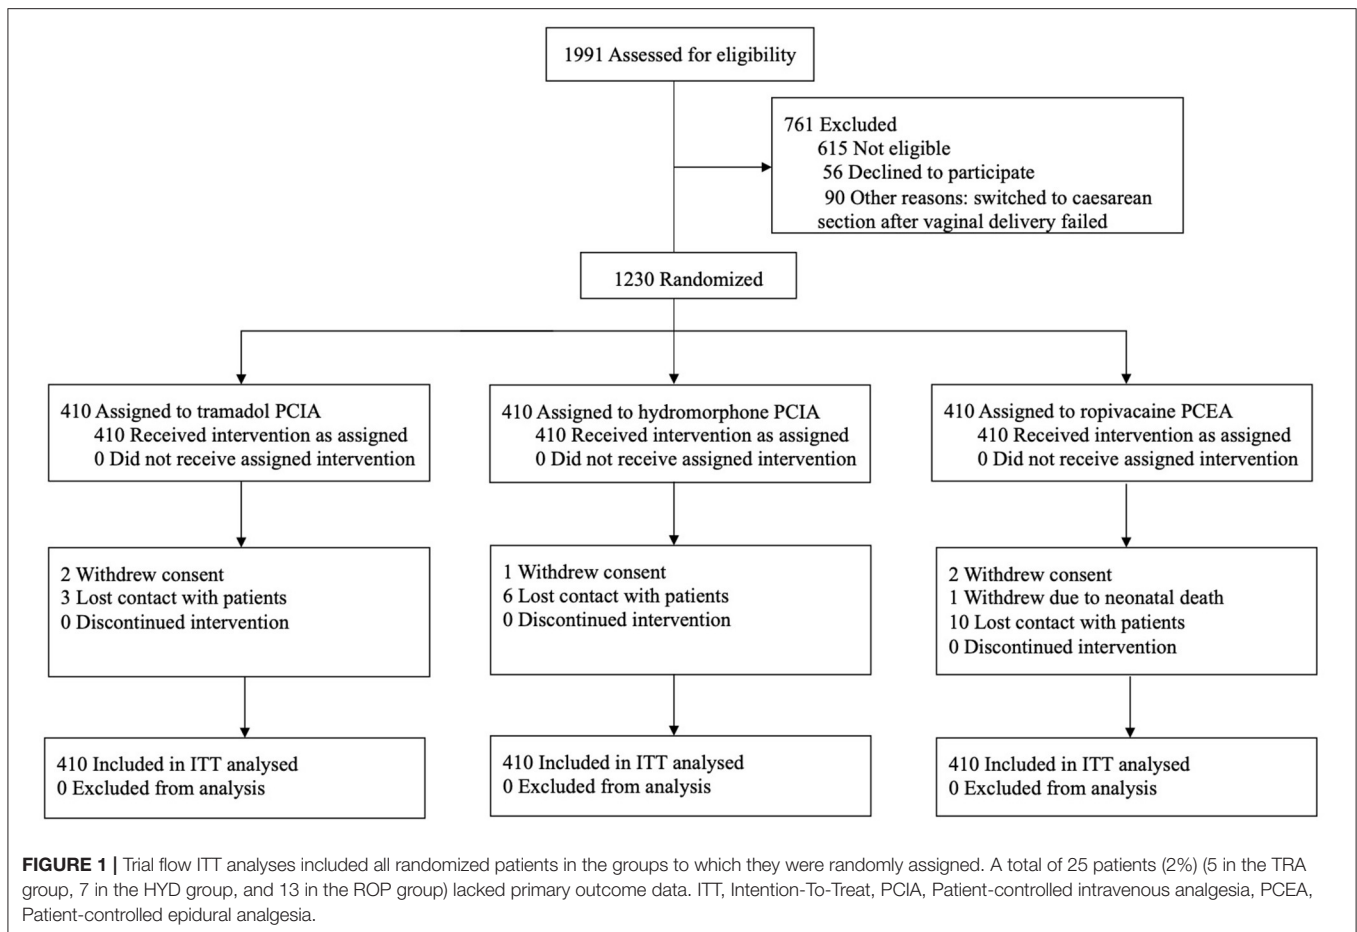 1991 Assessed for eligibility
761 Excluded
615 Not eligible
56 Declined to participate
90 Other reasons: switched to caesarean
section after vaginal delivery failed
1230 Randomized
410 Assigned to tramadol PCIA
410 Received intervention as assigned
0 Did not receive assigned intervention
410 Assigned to hydromorphone PCIA
410 Received intervention as assigned
0 Did not receive assigned intervention
410 Assigned to ropivacaine PCEA
410 Received intervention as assigned
0 Did not receive assigned intervention
2 Withdrew consent
3 Lost contact with patients
0 Discontinued intervention
1 Withdrew consent
6 Lost contact with patients
0 Discontinued intervention
2 Withdrew consent
1 Withdrew due to neonatal death
10 Lost contact with patients
0 Discontinued intervention
410 Included in ITT analysed
0 Excluded from analysis
410 Included in ITT analysed
0 Excluded from analysis
410 Included in ITT analysed
0 Excluded from analysis
FIGURE 1 | Trial flow ITT analyses included all randomized patients in the groups to which they were randomly assigned. A total of 25 patients (2%) (5 in the TRA
group, 7 in the HYD group, and 13 in the ROP group) lacked primary outcome data. ITT, Intention-To-Treat, PCIA, Patient-controlled intravenous analgesia, PCEA,
Patient-controlled epidural analgesia.